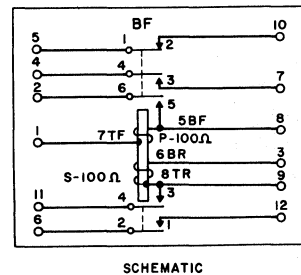 BF
5 1 2 10
4 4 3 7
2 6 5
5BF 8
1 7TF P-100Ω
6BR 3
S-100Ω 8TR 9
11 4 3
6 2 1 12
SCHEMATIC